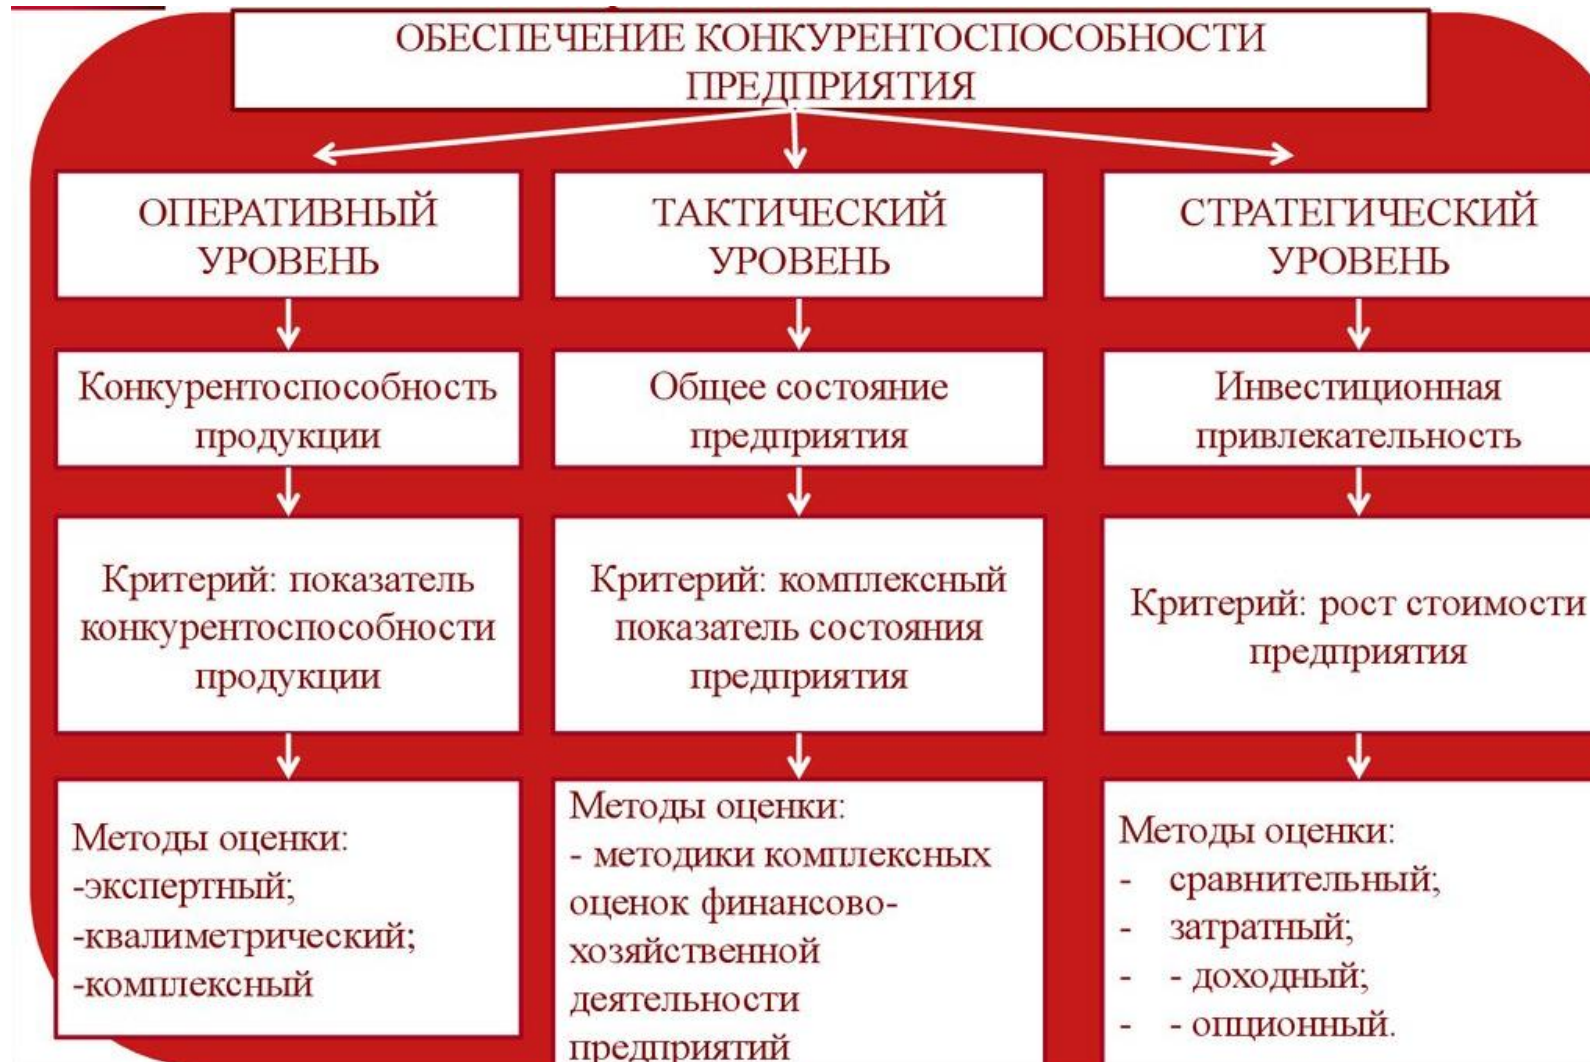 ОБЕСПЕЧЕНИЕ КОНКУРЕНТОСПОСОБНОСТИ
ПРЕДПРИЯТИЯ
ОПЕРАТИВНЫЙ
УРОВЕНЬ
Конкурентоспособность
продукции
Критерий: показатель
конкурентоспособности
продукции
Методы оценки:
-экспертный;
-квалиметрический;
-комплексный
ТАКТИЧЕСКИЙ
УРОВЕНЬ
Общее состояние
предприятия
Критерий: комплексный
показатель состояния
предприятия
Методы оценки:
- методики комплексных
оценок финансово-
хозяйственной
деятельности
предприятий
СТРАТЕГИЧЕСКИЙ
УРОВЕНЬ
Инвестиционная
привлекательность
Критерий: рост стоимости
предприятия
Методы оценки:
- сравнительный;
- затратный;
- - доходный;
- - опционный.